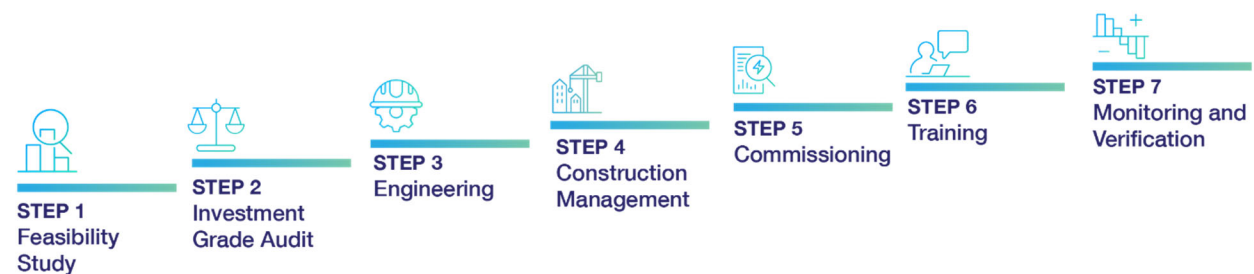 STEP 1
Feasibility
Study
STEP 2
Investment
Grade Audit
STEP 3
Engineering
STEP 4
Construction
Management
STEP 5
Commissioning
STEP 6
Training
STEP 7
Monitoring and
Verification